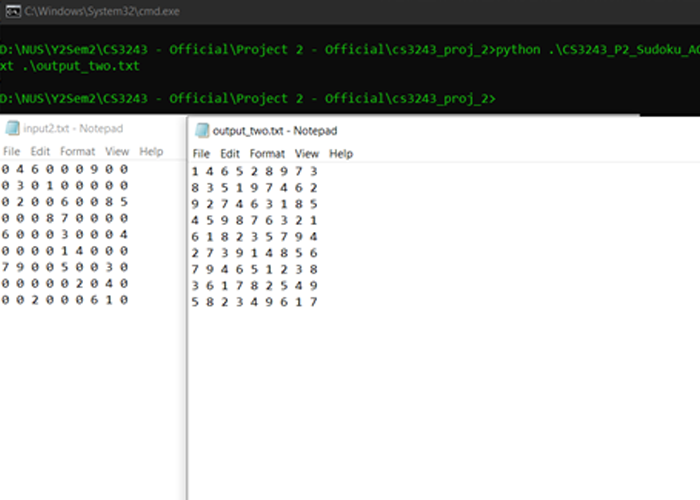 C:\Windows\System32\cmd.exe
D:\NUS\Y2Sem2\CS3243 - Official\Project 2 - Official\cs3243_proj_2>python .\CS3243_P2_Sudoku_AC
xt .\output_two.txt
D:\NUS\Y2Sem2\CS3243 - Official\Project 2 - Official\cs3243_proj_2>
input2.txt - Notepad
File Edit Format View Help
0 4 6 0 0 0 9 0 0
0 3 0 1 0 0 0 0 0
0 2 0 0 6 0 0 8 5
0 0 0 8 7 0 0 0 0
6 0 0 0 3 0 0 0 4
0 0 0 0 1 4 0 0 0
7 9 0 0 5 0 0 3 0
0 0 0 0 0 2 0 4 0
0 0 2 0 0 0 6 1 0
output_two.txt - Notepad
File Edit Format View Help
1 4 6 5 2 8 9 7 3
8 3 5 1 9 7 4 6 2
9 2 7 4 6 3 1 8 5
4 5 9 8 7 6 3 2 1
6 1 8 2 3 5 7 9 4
2 7 3 9 1 4 8 5 6
7 9 4 6 5 1 2 3 8
3 6 1 7 8 2 5 4 9
5 8 2 3 4 9 6 1 7